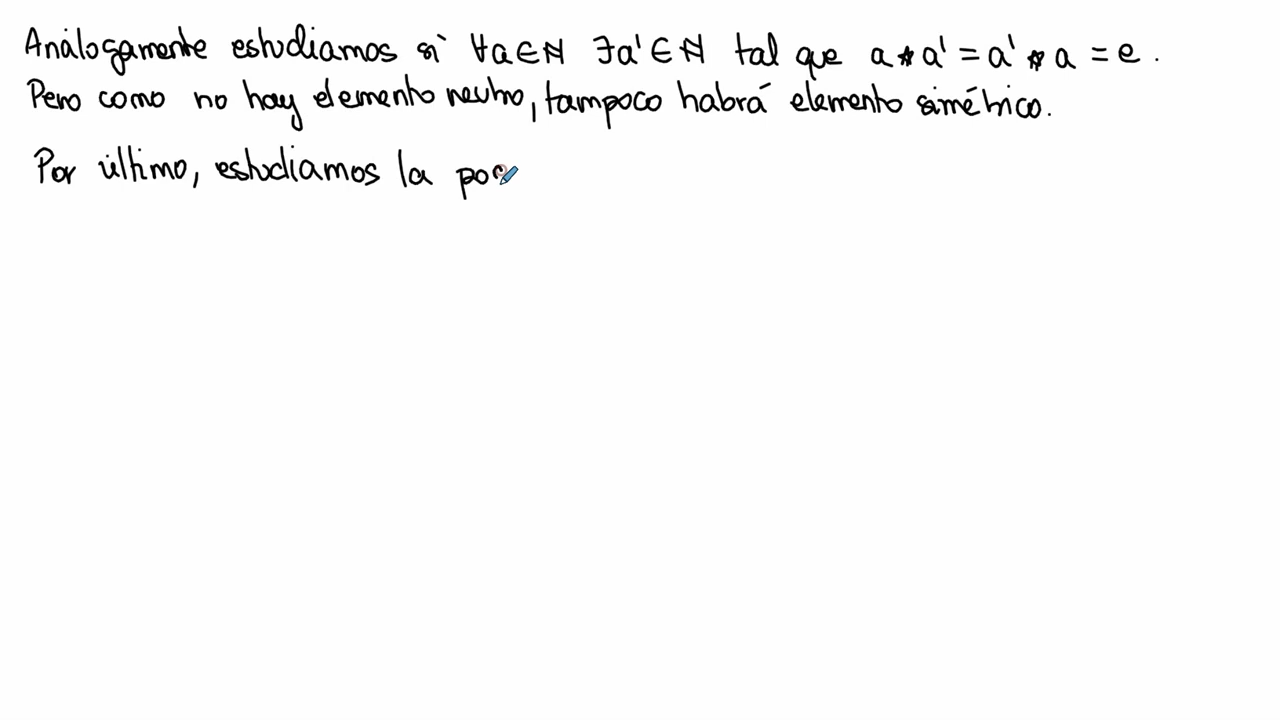 Análogamente estudiamos si ∀a∈ℕ ∃a'∈ℕ tal que a ⋆ a' = a' ⋆ a = e.
Pero como no hay elemento neutro, tampoco habrá elemento simétrico.
Por último, estudiamos la pos